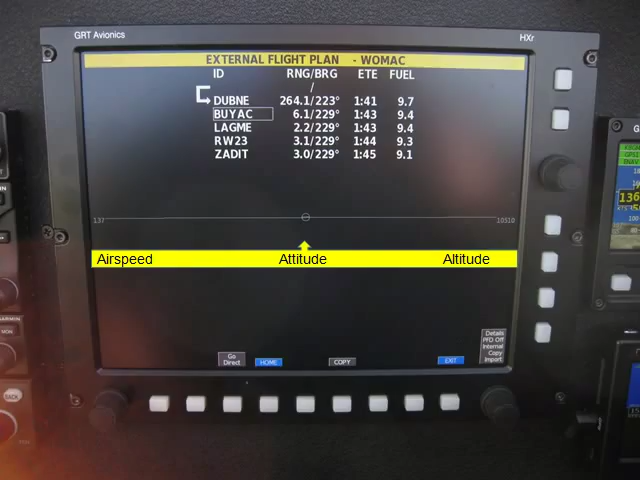 GRT Avionics
HXr
EXTERNAL FLIGHT PLAN - WOMAC
ID RNG/BRG ETE FUEL
/
DUBNE 264.1/223° 1:41 9.7
BUYAC 6.1/229° 1:43 9.4
LAGME 2.2/229° 1:43 9.4
RW23 3.1/229° 1:44 9.3
ZADIT 3.0/229° 1:45 9.1
137 10310
Airspeed Attitude Altitude
Go
Direct
HOME
COPY
EXIT
Details
PFD Off
Internal
Copy
Import